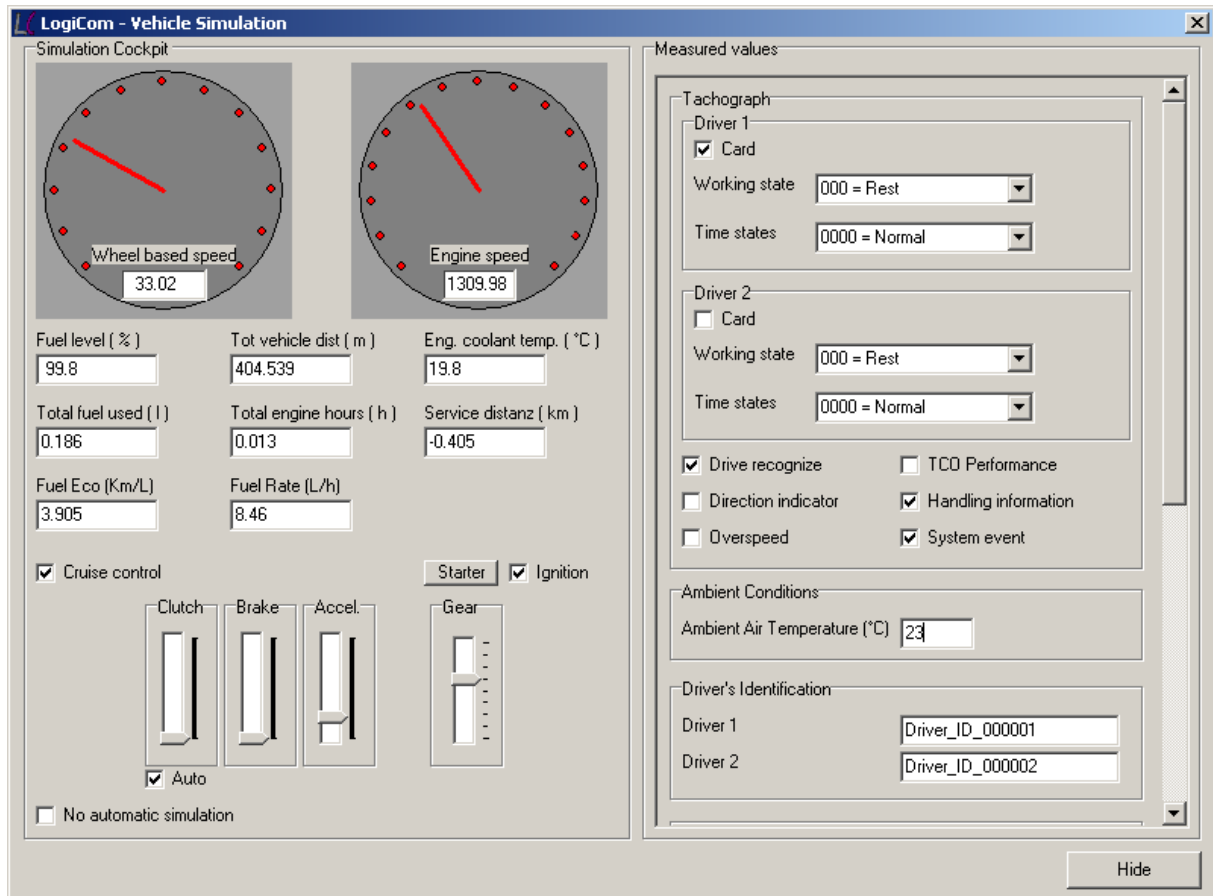 LogiCom - Vehicle Simulation
Simulation Cockpit
Wheel based speed
33.02
Engine speed
1309.98
Fuel level ( % )
99.8
Tot vehicle dist ( m )
404.539
Eng. coolant temp. ( °C )
19.8
Total fuel used ( l )
0.186
Total engine hours ( h )
0.013
Service distanz ( km )
-0.405
Fuel Eco (Km/L)
3.905
Fuel Rate (L/h)
8.46
Cruise control
Starter
Ignition
Clutch
Brake
Accel.
Gear
Auto
No automatic simulation
Measured values
Tachograph
Driver 1
Card
Working state
000 = Rest
Time states
0000 = Normal
Driver 2
Card
Working state
000 = Rest
Time states
0000 = Normal
Drive recognize
TCO Performance
Direction indicator
Handling information
Overspeed
System event
Ambient Conditions
Ambient Air Temperature (°C)
23
Driver's Identification
Driver 1
Driver_ID_000001
Driver 2
Driver_ID_000002
Hide